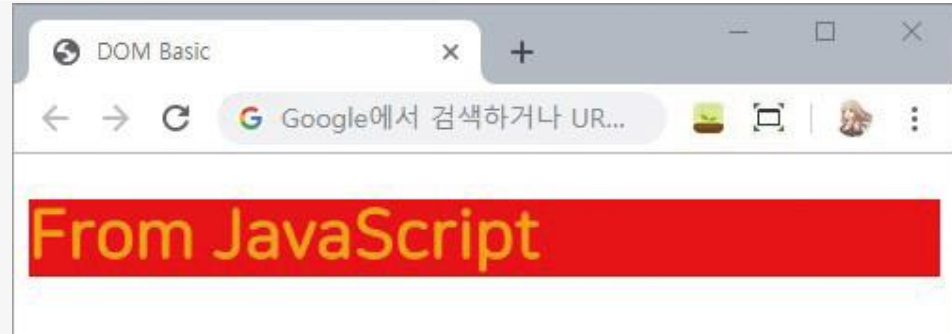 DOM Basic
Google에서 검색하거나 UR...
From JavaScript